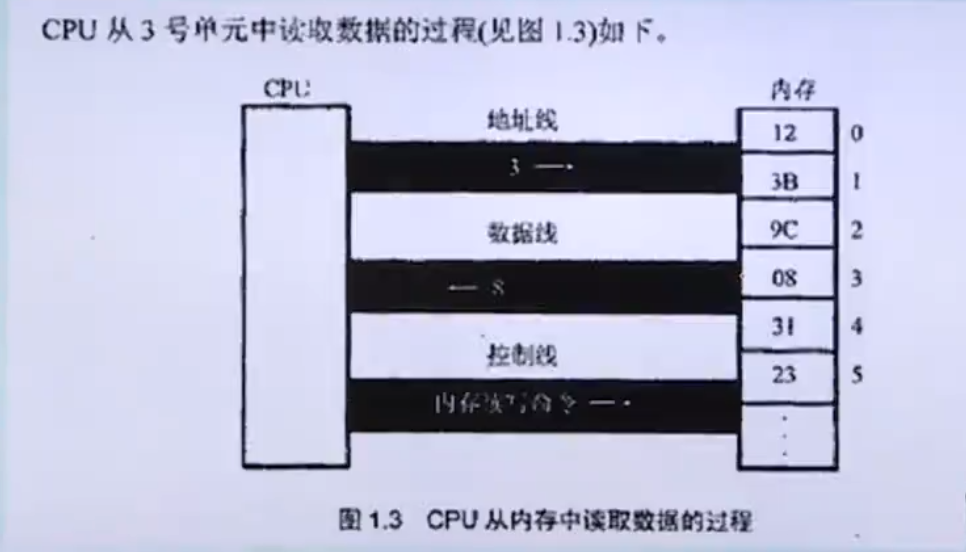 CPU 从 3 号单元中读取数据的过程(见图 1.3)如下。
CPU
内存
地址线
3
数据线
8
控制线
内存读写命令
12 0
3B 1
9C 2
08 3
31 4
23 5
图 1.3 CPU 从内存中读取数据的过程